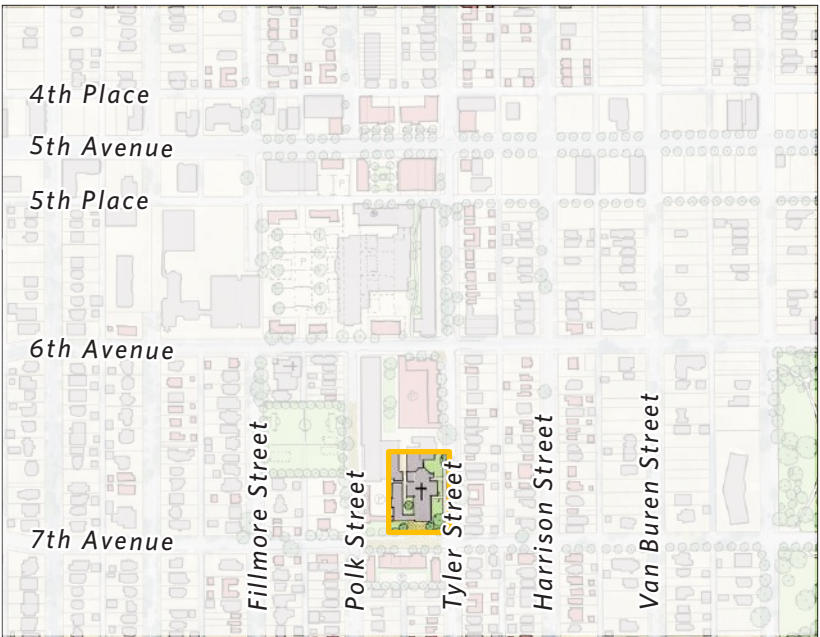 4th Place
5th Avenue
5th Place
6th Avenue
7th Avenue
Fillmore Street
Polk Street
Tyler Street
Harrison Street
Van Buren Street
P
P
P